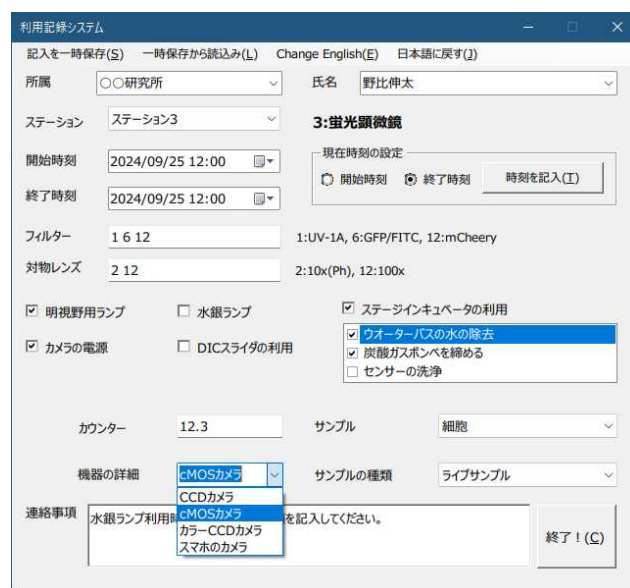 利用記録システム
記入を一時保存(S) 一時保存から読込み(L) Change English(E) 日本語に戻す(J)
所属 〇〇研究所 氏名 野比伸太
ステーション ステーション3 3:蛍光顕微鏡
現在時刻の設定
開始時刻 2024/09/25 12:00 開始時刻 終了時刻 時刻を記入(T)
終了時刻 2024/09/25 12:00
フィルター 1 6 12 1:UV-1A, 6:GFP/FITC, 12:mCheery
対物レンズ 2 12 2:10x(Ph), 12:100x
明視野用ランプ 水銀ランプ ステージインキュベータの利用
ウオーターバスの水の除去
カメラの電源 DICスライダの利用 炭酸ガスボンベを締める
センサーの洗浄
カウンター 12.3 サンプル 細胞
機器の詳細 cMOSカメラ サンプルの種類 ライブサンプル
CCDカメラ
cMOSカメラ
カラーCCDカメラ
スマホのカメラ
連絡事項 水銀ランプ利用 を記入してください。
終了!(C)